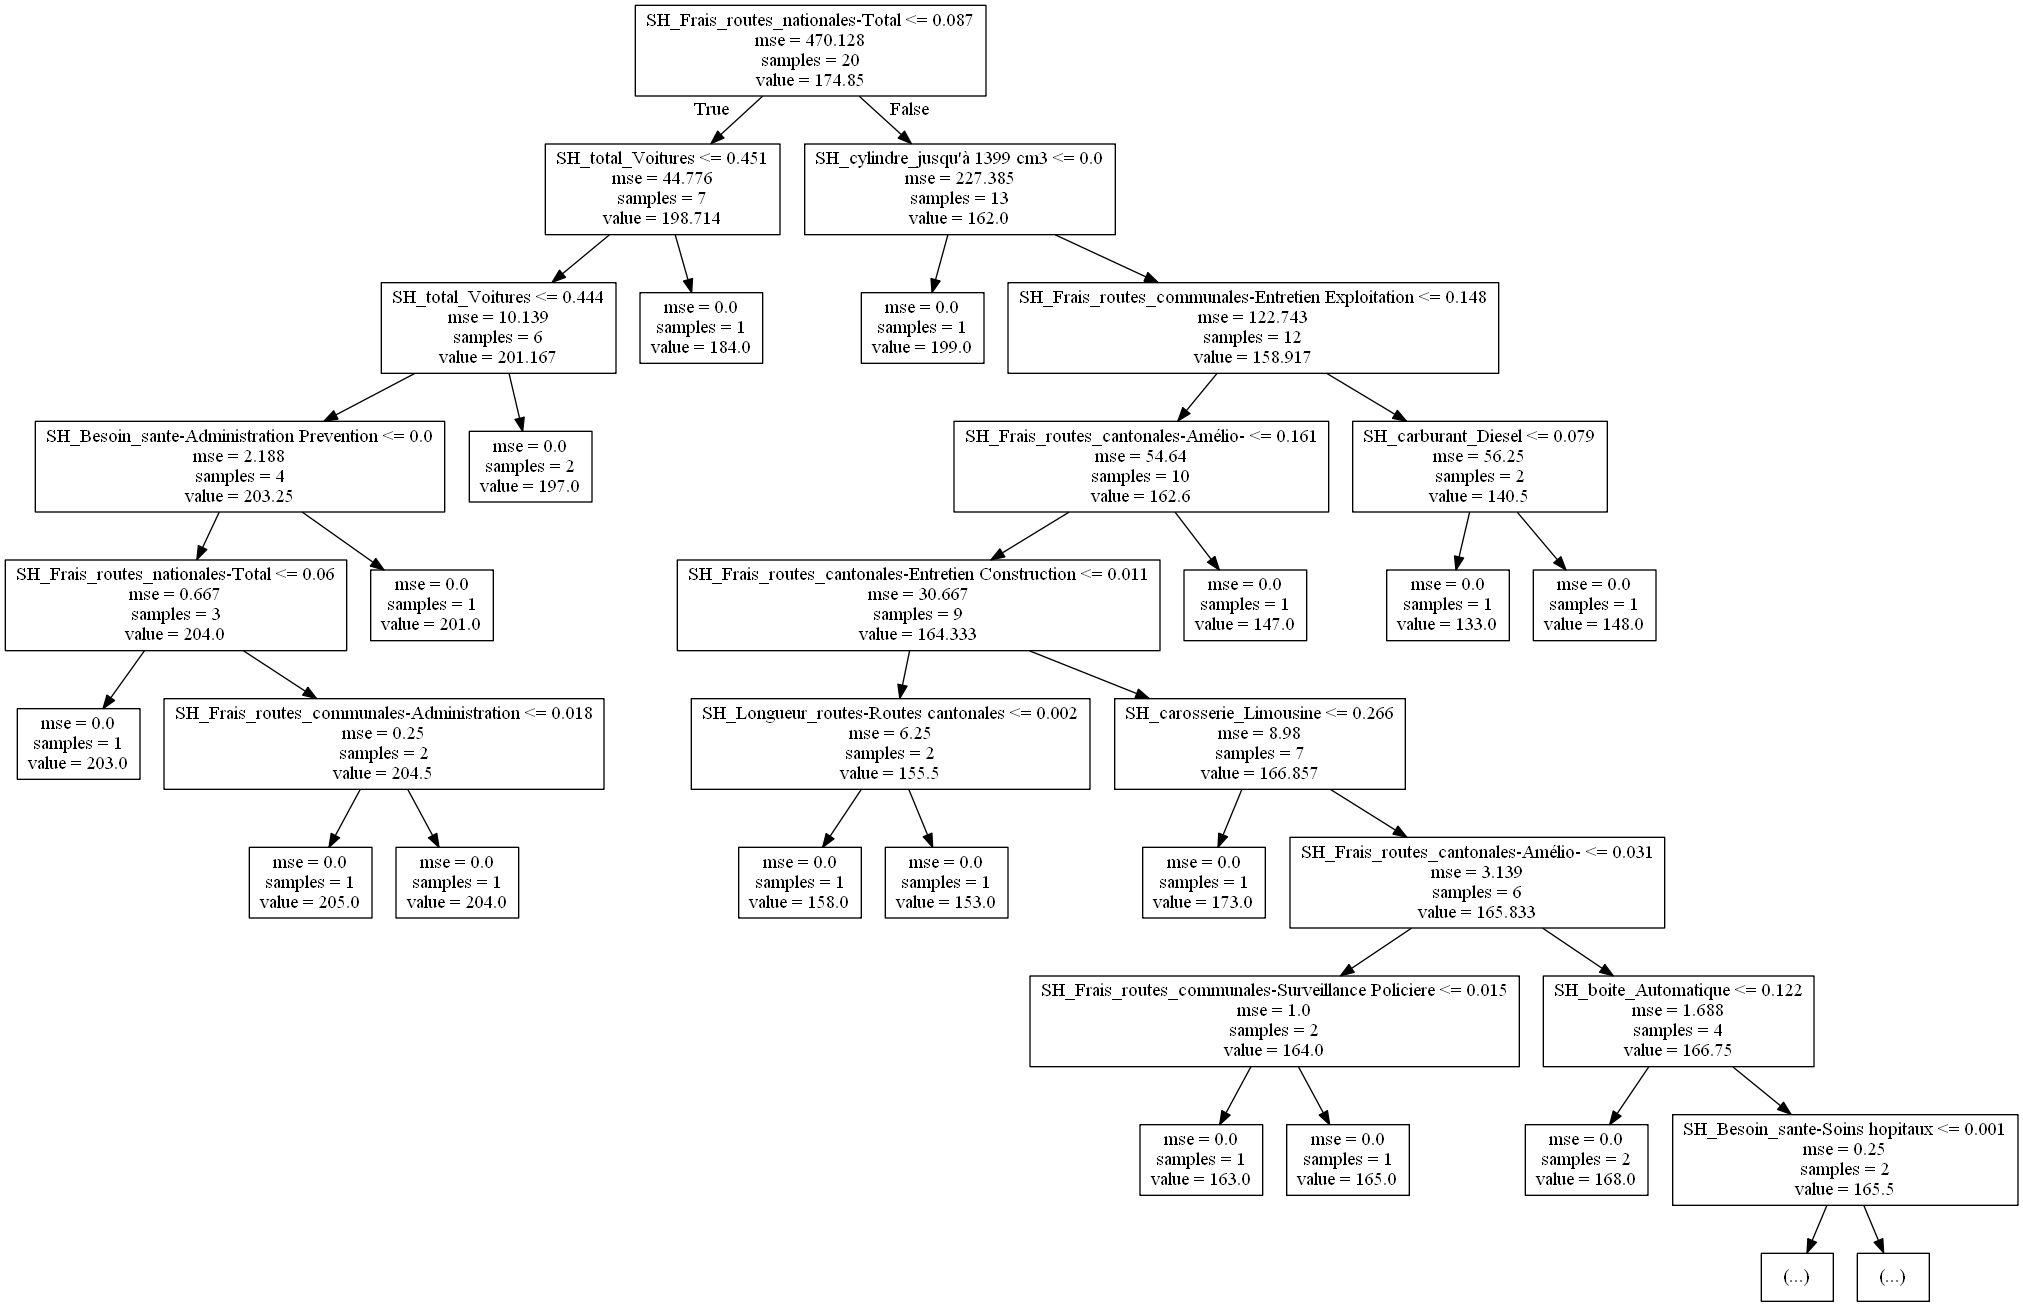 SH_Frais_routes_nationales-Total <= 0.087
mse = 470.128
samples = 20
value = 174.85
True
False
SH_total_Voitures <= 0.451
mse = 44.776
samples = 7
value = 198.714
SH_cylindre_jusqu'à 1399 cm3 <= 0.0
mse = 227.385
samples = 13
value = 162.0
SH_total_Voitures <= 0.444
mse = 10.139
samples = 6
value = 201.167
mse = 0.0
samples = 1
value = 184.0
mse = 0.0
samples = 1
value = 199.0
SH_Frais_routes_communales-Entretien Exploitation <= 0.148
mse = 122.743
samples = 12
value = 158.917
SH_Besoin_sante-Administration Prevention <= 0.0
mse = 2.188
samples = 4
value = 203.25
mse = 0.0
samples = 2
value = 197.0
SH_Frais_routes_cantonales-Amélio- <= 0.161
mse = 54.64
samples = 10
value = 162.6
SH_carburant_Diesel <= 0.079
mse = 56.25
samples = 2
value = 140.5
SH_Frais_routes_nationales-Total <= 0.06
mse = 0.667
samples = 3
value = 204.0
mse = 0.0
samples = 1
value = 201.0
SH_Frais_routes_cantonales-Entretien Construction <= 0.011
mse = 30.667
samples = 9
value = 164.333
mse = 0.0
samples = 1
value = 147.0
mse = 0.0
samples = 1
value = 133.0
mse = 0.0
samples = 1
value = 148.0
mse = 0.0
samples = 1
value = 203.0
SH_Frais_routes_communales-Administration <= 0.018
mse = 0.25
samples = 2
value = 204.5
SH_Longueur_routes-Routes cantonales <= 0.002
mse = 6.25
samples = 2
value = 155.5
SH_carosserie_Limousine <= 0.266
mse = 8.98
samples = 7
value = 166.857
mse = 0.0
samples = 1
value = 205.0
mse = 0.0
samples = 1
value = 204.0
mse = 0.0
samples = 1
value = 158.0
mse = 0.0
samples = 1
value = 153.0
mse = 0.0
samples = 1
value = 173.0
SH_Frais_routes_cantonales-Amélio- <= 0.031
mse = 3.139
samples = 6
value = 165.833
SH_Frais_routes_communales-Surveillance Policiere <= 0.015
mse = 1.0
samples = 2
value = 164.0
SH_boite_Automatique <= 0.122
mse = 1.688
samples = 4
value = 166.75
mse = 0.0
samples = 1
value = 163.0
mse = 0.0
samples = 1
value = 165.0
mse = 0.0
samples = 2
value = 168.0
SH_Besoin_sante-Soins hopitaux <= 0.001
mse = 0.25
samples = 2
value = 165.5
(...)
(...)